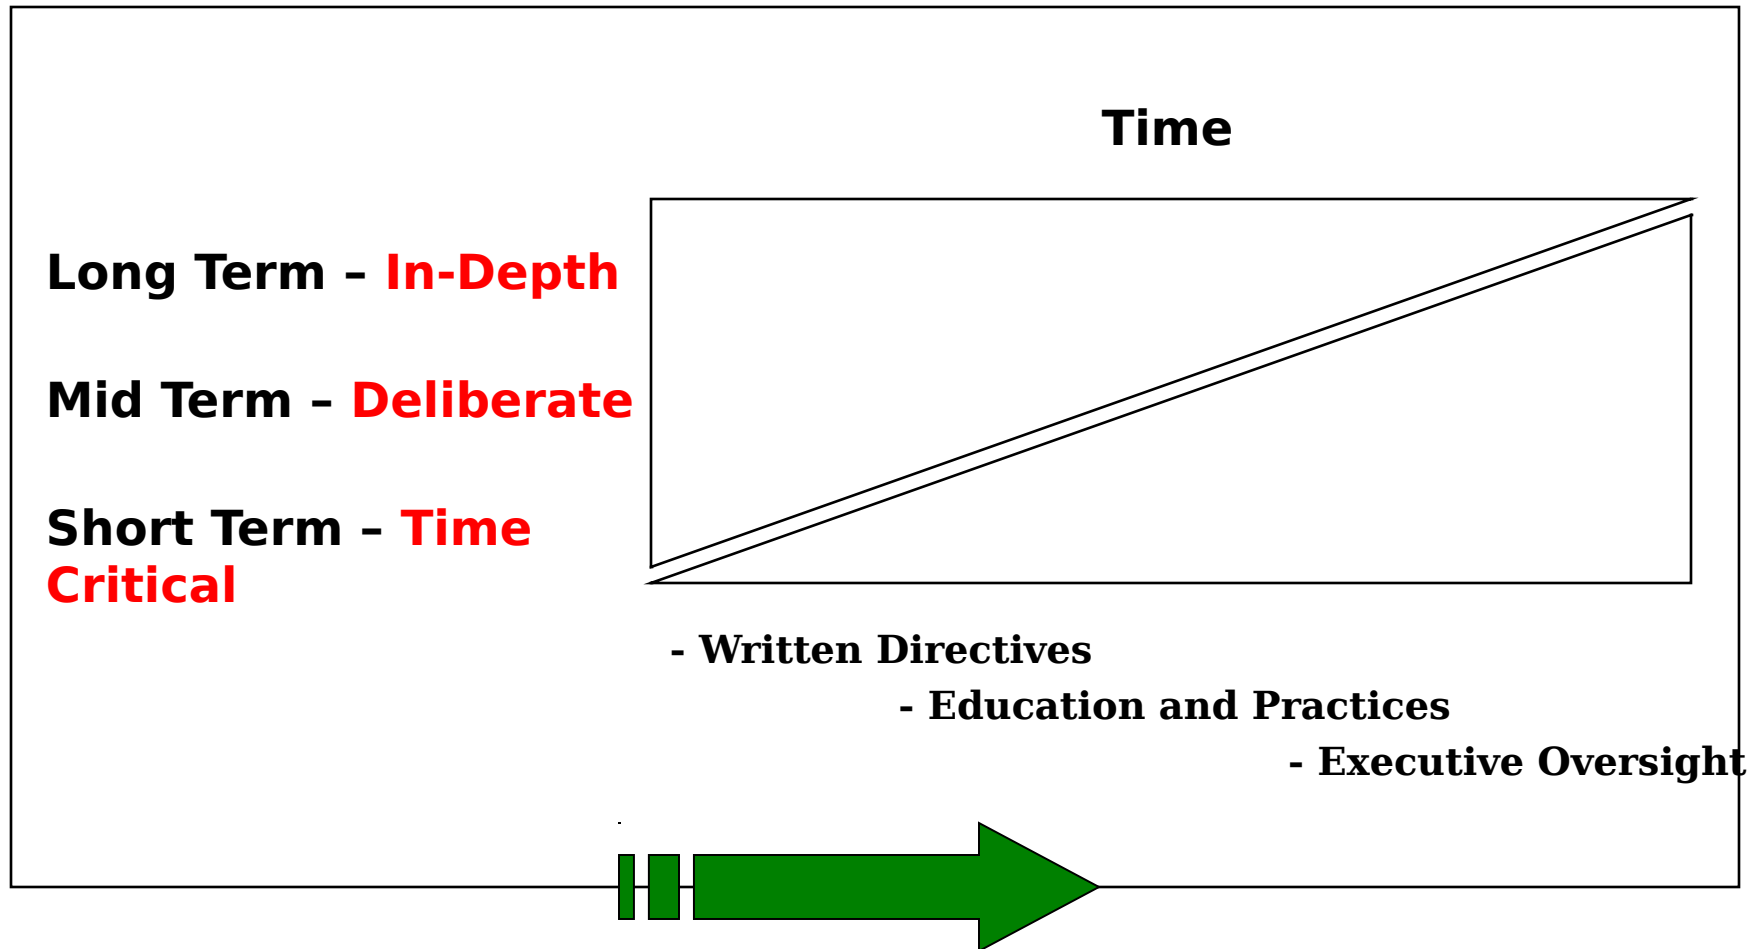 Time
Long Term – In-Depth
Mid Term – Deliberate
Short Term – Time
Critical
- Written Directives
- Education and Practices
- Executive Oversight